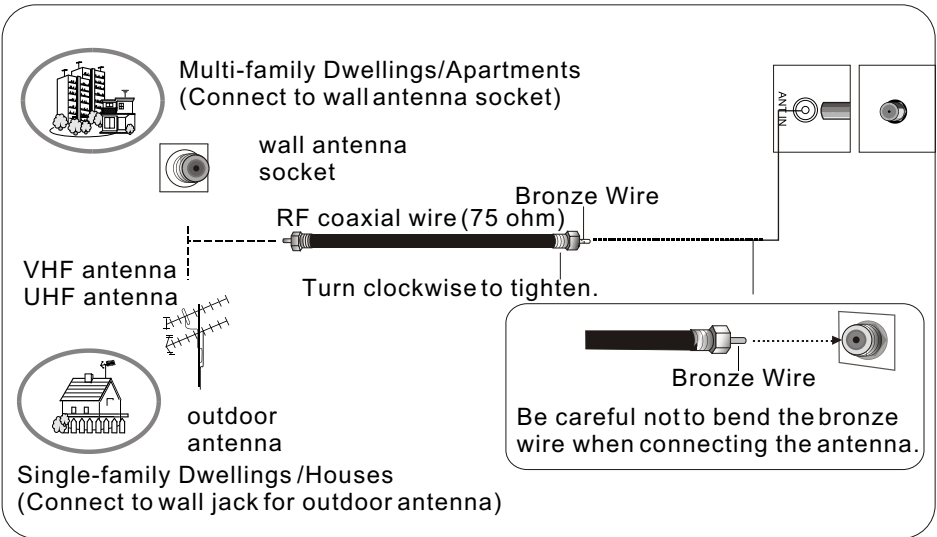 Multi-family Dwellings/Apartments
(Connect to wall antenna socket)
ANT IN
wall antenna
socket
Bronze Wire
RF coaxial wire (75 ohm)
VHF antenna
UHF antenna
Turn clockwise to tighten.
Bronze Wire
Be careful not to bend the bronze
wire when connecting the antenna.
outdoor
antenna
Single-family Dwellings /Houses
(Connect to wall jack for outdoor antenna)